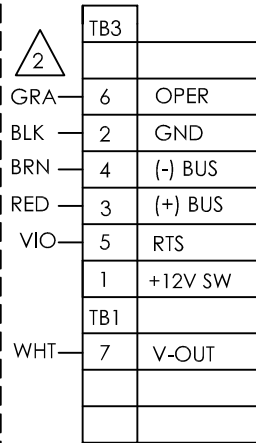 TB3
2
GRA 6 OPER
BLK 2 GND
BRN 4 (-) BUS
RED 3 (+) BUS
VIO 5 RTS
1 +12V SW
TB1
WHT 7 V-OUT